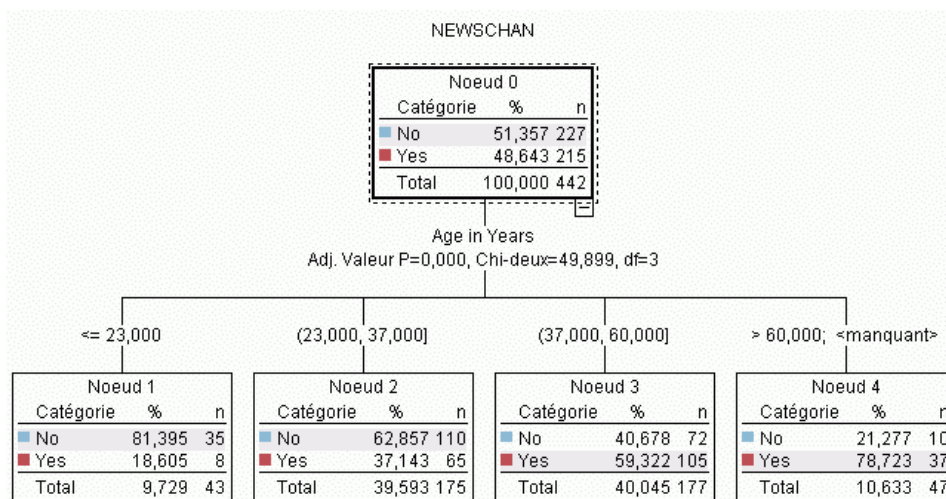 NEWSCHAN
Noeud 0
Catégorie % n
No 51,357 227
Yes 48,643 215
Total 100,000 442
Age in Years
Adj. Valeur P=0,000, Chi-deux=49,899, df=3
<= 23,000 (23,000, 37,000] (37,000, 60,000] > 60,000; <manquant>
Noeud 1 Noeud 2 Noeud 3 Noeud 4
Catégorie % n Catégorie % n Catégorie % n Catégorie % n
No 81,395 35 No 62,857 110 No 40,678 72 No 21,277 10
Yes 18,605 8 Yes 37,143 65 Yes 59,322 105 Yes 78,723 37
Total 9,729 43 Total 39,593 175 Total 40,045 177 Total 10,633 47